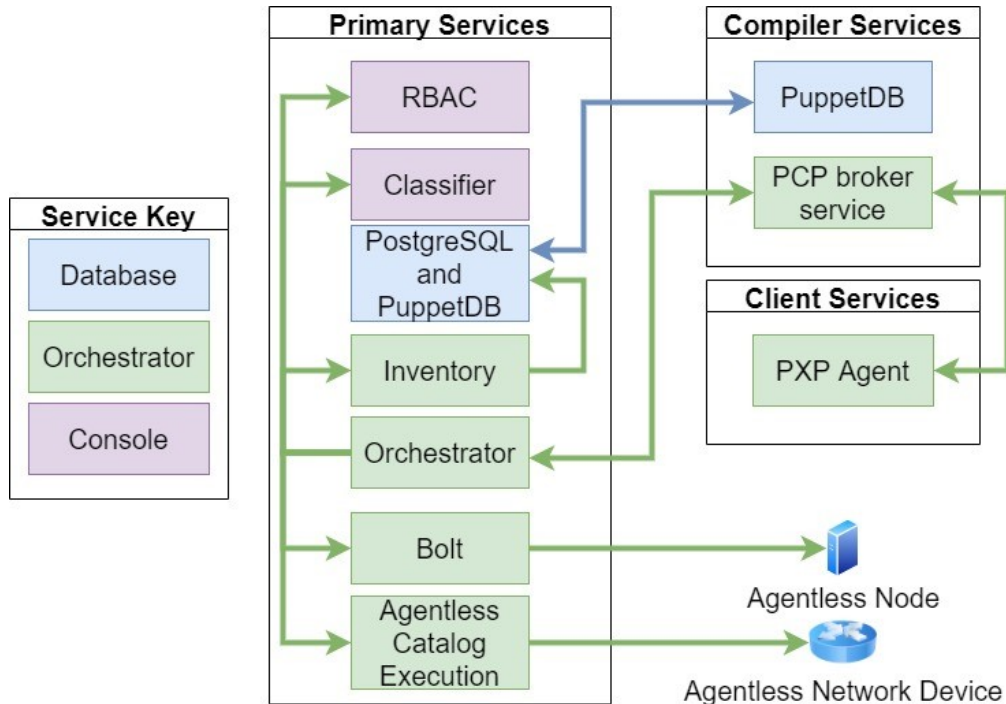 Primary Services
RBAC
Classifier
PostgreSQL
and
PuppetDB
Inventory
Orchestrator
Bolt
Agentless
Catalog
Execution
Compiler Services
PuppetDB
PCP broker
service
Client Services
PXP Agent
Service Key
Database
Orchestrator
Console
Agentless Node
Agentless Network Device